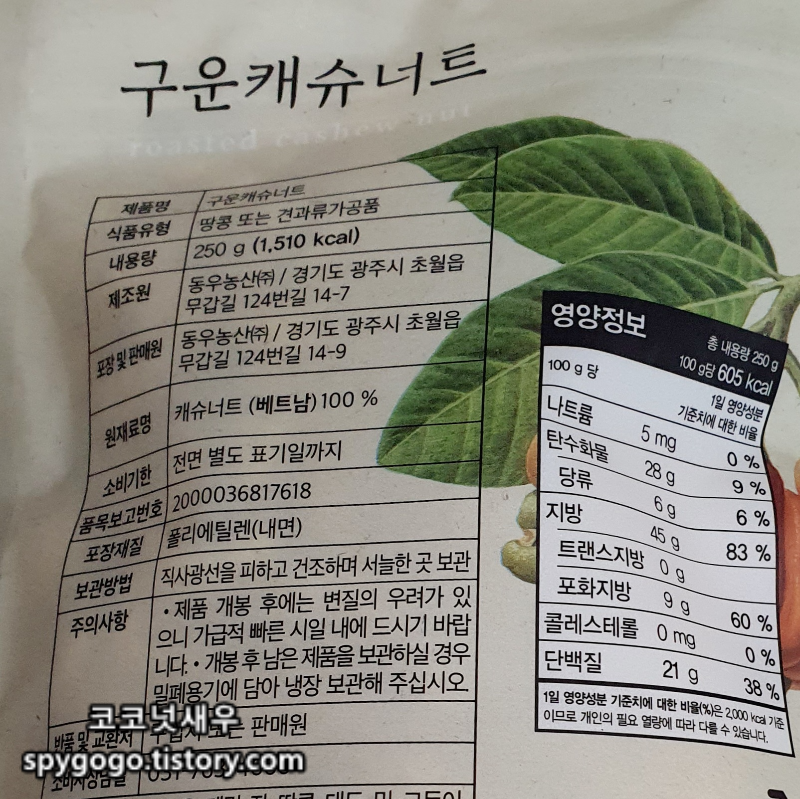 구운캐슈너트
roasted cashew nut
제품명 구운캐슈너트
식품유형 땅콩 또는 견과류가공품
내용량 250 g (1,510 kcal)
제조원 동우농산㈜ / 경기도 광주시 초월읍
무갑길 124번길 14-7
포장 및 판매원 동우농산㈜ / 경기도 광주시 초월읍
무갑길 124번길 14-9
원재료명 캐슈너트 (베트남) 100 %
소비기한 전면 별도 표기일까지
품목보고번호 2000036817618
포장재질 폴리에틸렌(내면)
보관방법 직사광선을 피하고 건조하며 서늘한 곳 보관
주의사항 • 제품 개봉 후에는 변질의 우려가 있
으니 가급적 빠른 시일 내에 드시기 바랍
니다. • 개봉 후 남은 제품을 보관하실 경우
밀폐용기에 담아 냉장 보관해 주십시오
반품 및 교환처 판매원
소비자상담실
영양정보
총 내용량 250 g
100 g당 605 kcal
100 g 당
1일 영양성분
기준치에 대한 비율
나트륨 5 mg 0 %
탄수화물 28 g 9 %
당류 6 g 6 %
지방 45 g 83 %
트랜스지방 0 g
포화지방 9 g 60 %
콜레스테롤 0 mg 0 %
단백질 21 g 38 %
1일 영양성분 기준치에 대한 비율(%)은 2,000 kcal 기준
이므로 개인의 필요 열량에 따라 다를 수 있습니다.
코코넛새우
spygogo.tistory.com